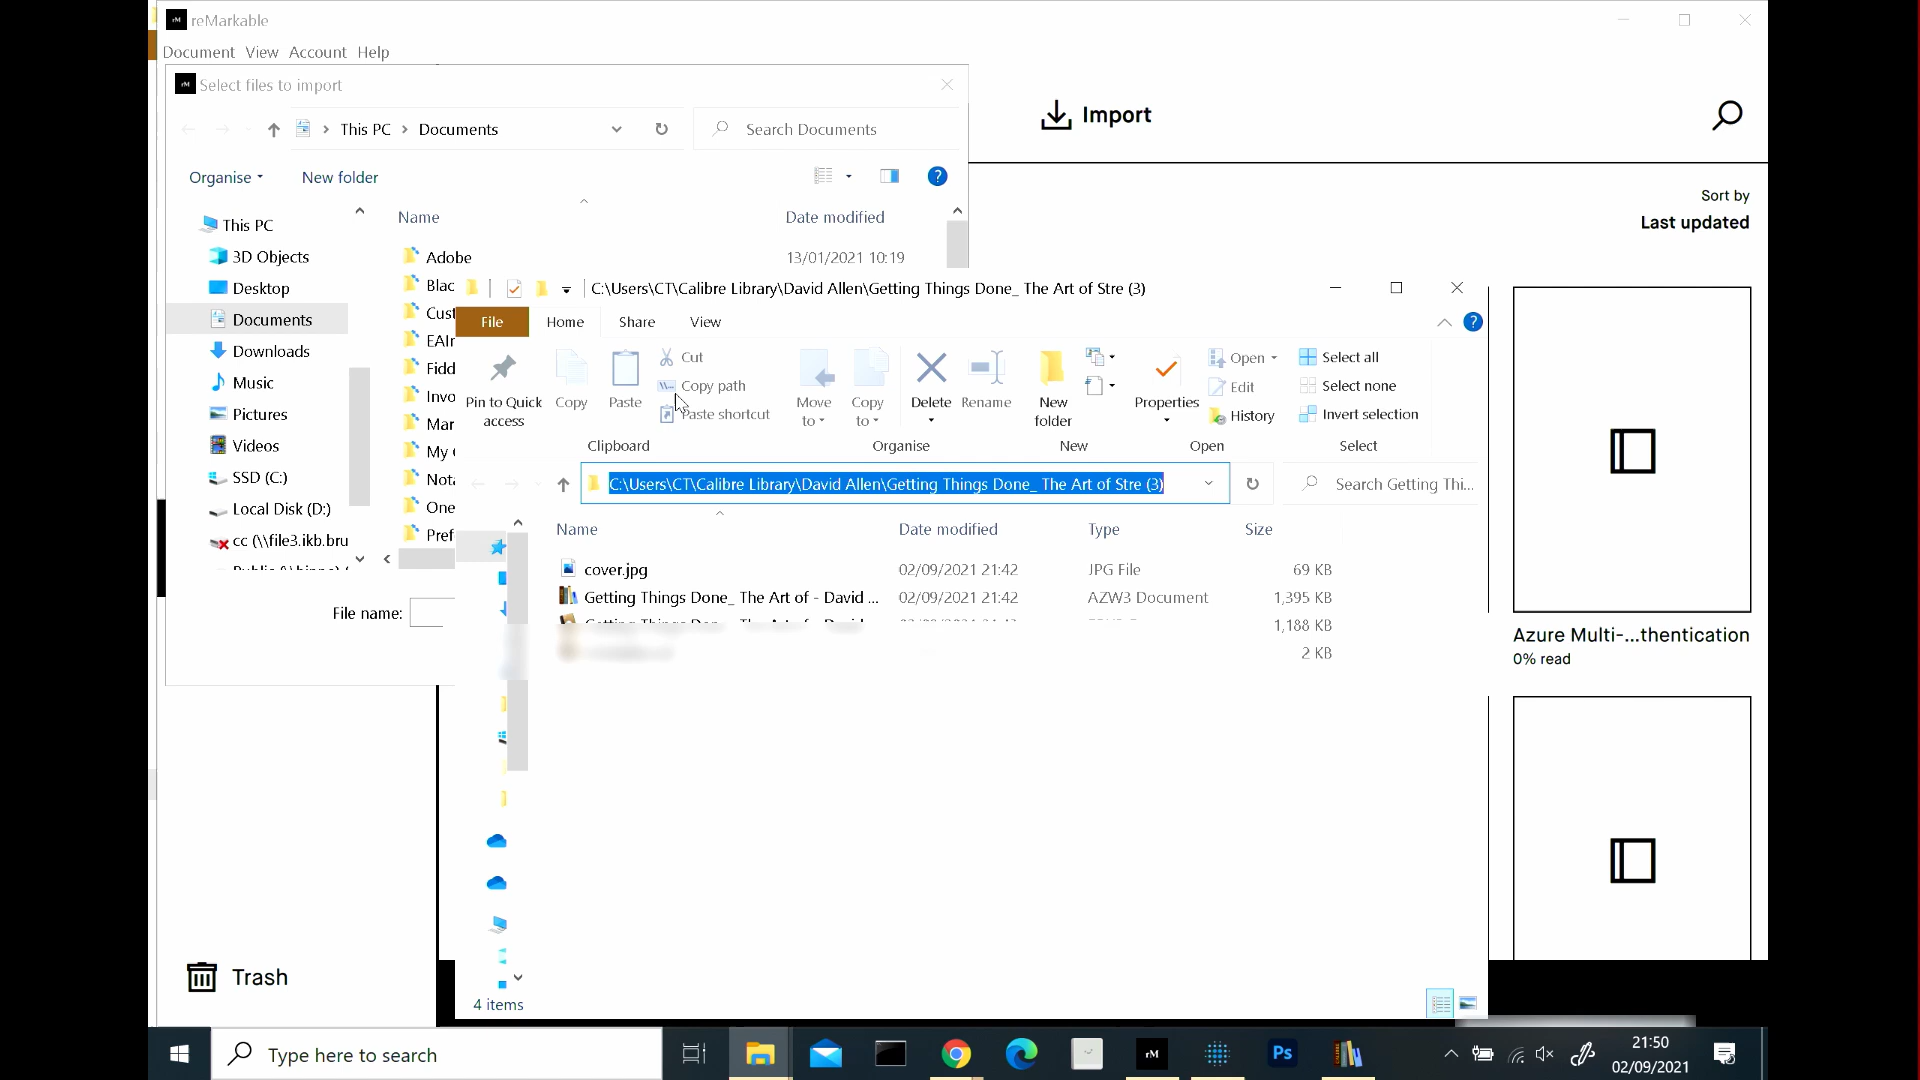 reMarkable
Document View Account Help
Select files to import
This PC Documents
Search Documents
Import
Organise
New folder
Sort by
Last updated
This PC
3D Objects
Desktop
Documents
Downloads
Music
Pictures
Videos
SSD (C:)
Local Disk (D:)
cc (\\file3.ikb.bru
Name
Date modified
Adobe
13/01/2021 10:19
Blac
Cust
EAIr
Fidd
Invo
Mar
My
Nota
One
Pref
File name:
C:\Users\CT\Calibre Library\David Allen\Getting Things Done_ The Art of Stre (3)
File Home Share View
Pin to Quick
access
Copy
Paste
Cut
Copy path
Paste shortcut
Clipboard
Move
to
Copy
to
Delete
Rename
Organise
New
folder
New
Properties
Open
Edit
History
Open
Select all
Select none
Invert selection
Select
C:\Users\CT\Calibre Library\David Allen\Getting Things Done_ The Art of Stre (3)
Search Getting Thi...
Name Date modified Type Size
cover.jpg 02/09/2021 21:42 JPG File 69 KB
Getting Things Done_ The Art of - David ... 02/09/2021 21:42 AZW3 Document 1,395 KB
1,188 KB
2 KB
4 items
Azure Multi-...thentication
0% read
Trash
Type here to search
rM
Ps
21:50
02/09/2021